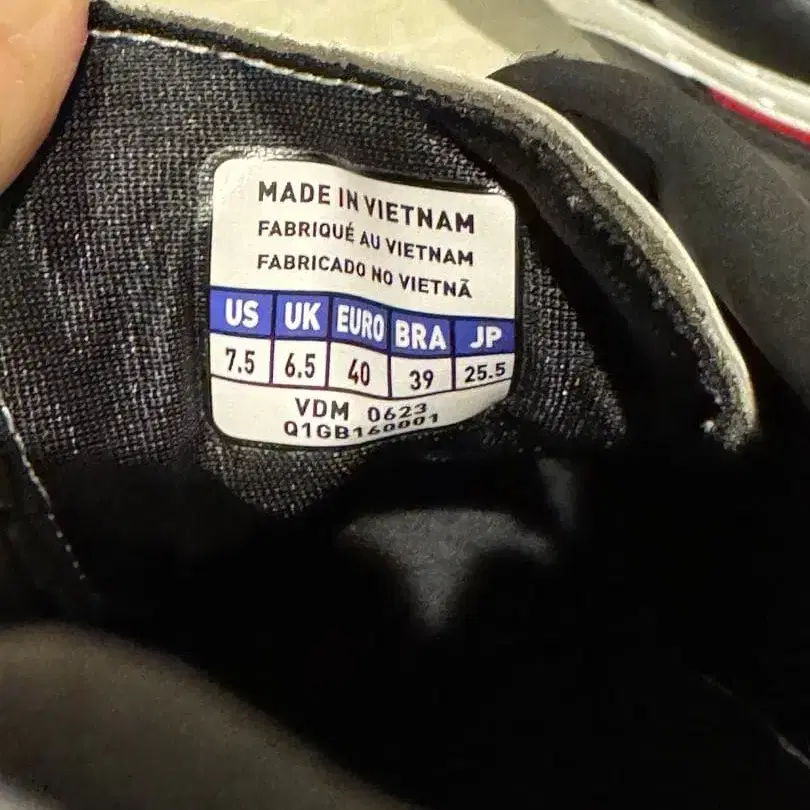 MADE IN VIETNAM
FABRIQUÉ AU VIETNAM
FABRICADO NO VIETNÃ
US UK EURO BRA JP
7.5 6.5 40 39 25.5
VDM 0623
Q1GB160001